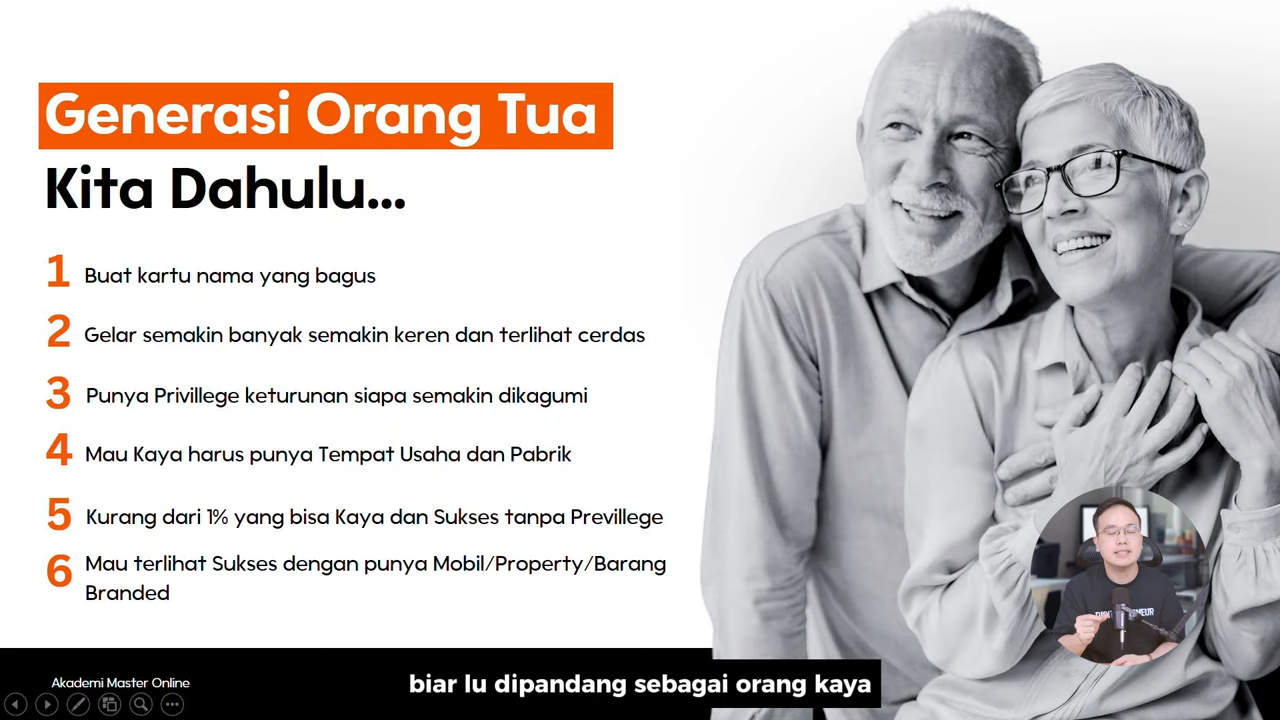 Generasi Orang Tua
Kita Dahulu...
1 Buat kartu nama yang bagus
2 Gelar semakin banyak semakin keren dan terlihat cerdas
3 Punya Privillege keturunan siapa semakin dikagumi
4 Mau Kaya harus punya Tempat Usaha dan Pabrik
5 Kurang dari 1% yang bisa Kaya dan Sukses tanpa Previllege
6 Mau terlihat Sukses dengan punya Mobil/Property/Barang
Branded
Akademi Master Online
biar lu dipandang sebagai orang kaya